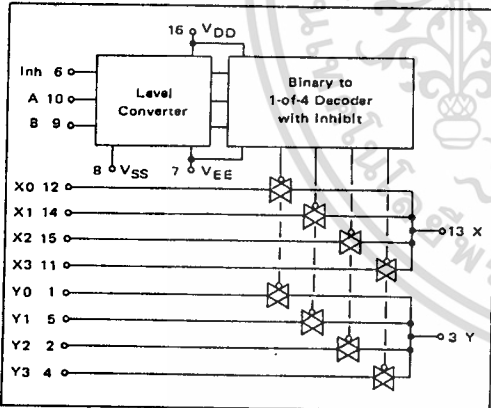 16 VDD
Inh 6
A 10
B 9
Level
Converter
Binary to
1-of-4 Decoder
with Inhibit
8 VSS
7 VEE
X0 12
X1 14
X2 15
X3 11
13 X
Y0 1
Y1 5
Y2 2
Y3 4
3 Y